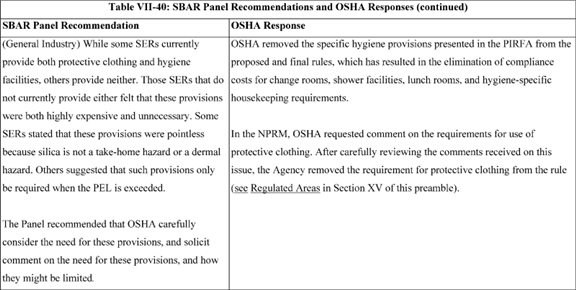 Table VII-40: SBAR Panel Recommendations and OSHA Responses (continued)
SBAR Panel Recommendation
(General Industry) While some SERs currently
provide both protective clothing and hygiene
facilities, others provide neither. Those SERs that do
not currently provide either felt that these provisions
were both highly expensive and unnecessary. Some
SERs stated that these provisions were pointless
because silica is not a take-home hazard or a dermal
hazard. Others suggested that such provisions only
be required when the PEL is exceeded.
The Panel recommended that OSHA carefully
consider the need for these provisions, and solicit
comment on the need for these provisions, and how
they might be limited.
OSHA Response
OSHA removed the specific hygiene provisions presented in the PIRFA from the
proposed and final rules, which has resulted in the elimination of compliance
costs for change rooms, shower facilities, lunch rooms, and hygiene-specific
housekeeping requirements.
In the NPRM, OSHA requested comment on the requirements for use of
protective clothing. After carefully reviewing the comments received on this
issue, the Agency removed the requirement for protective clothing from the rule
(see Regulated Areas in Section XV of this preamble).